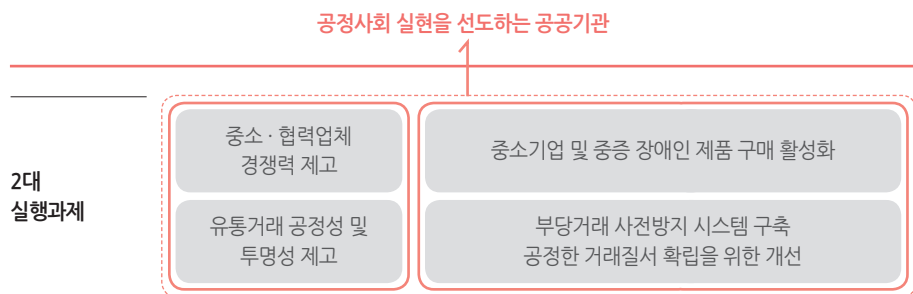 공정사회 실현을 선도하는 공공기관
2대
실행과제
중소 · 협력업체
경쟁력 제고
중소기업 및 중증 장애인 제품 구매 활성화
유통거래 공정성 및
투명성 제고
부당거래 사전방지 시스템 구축
공정한 거래질서 확립을 위한 개선